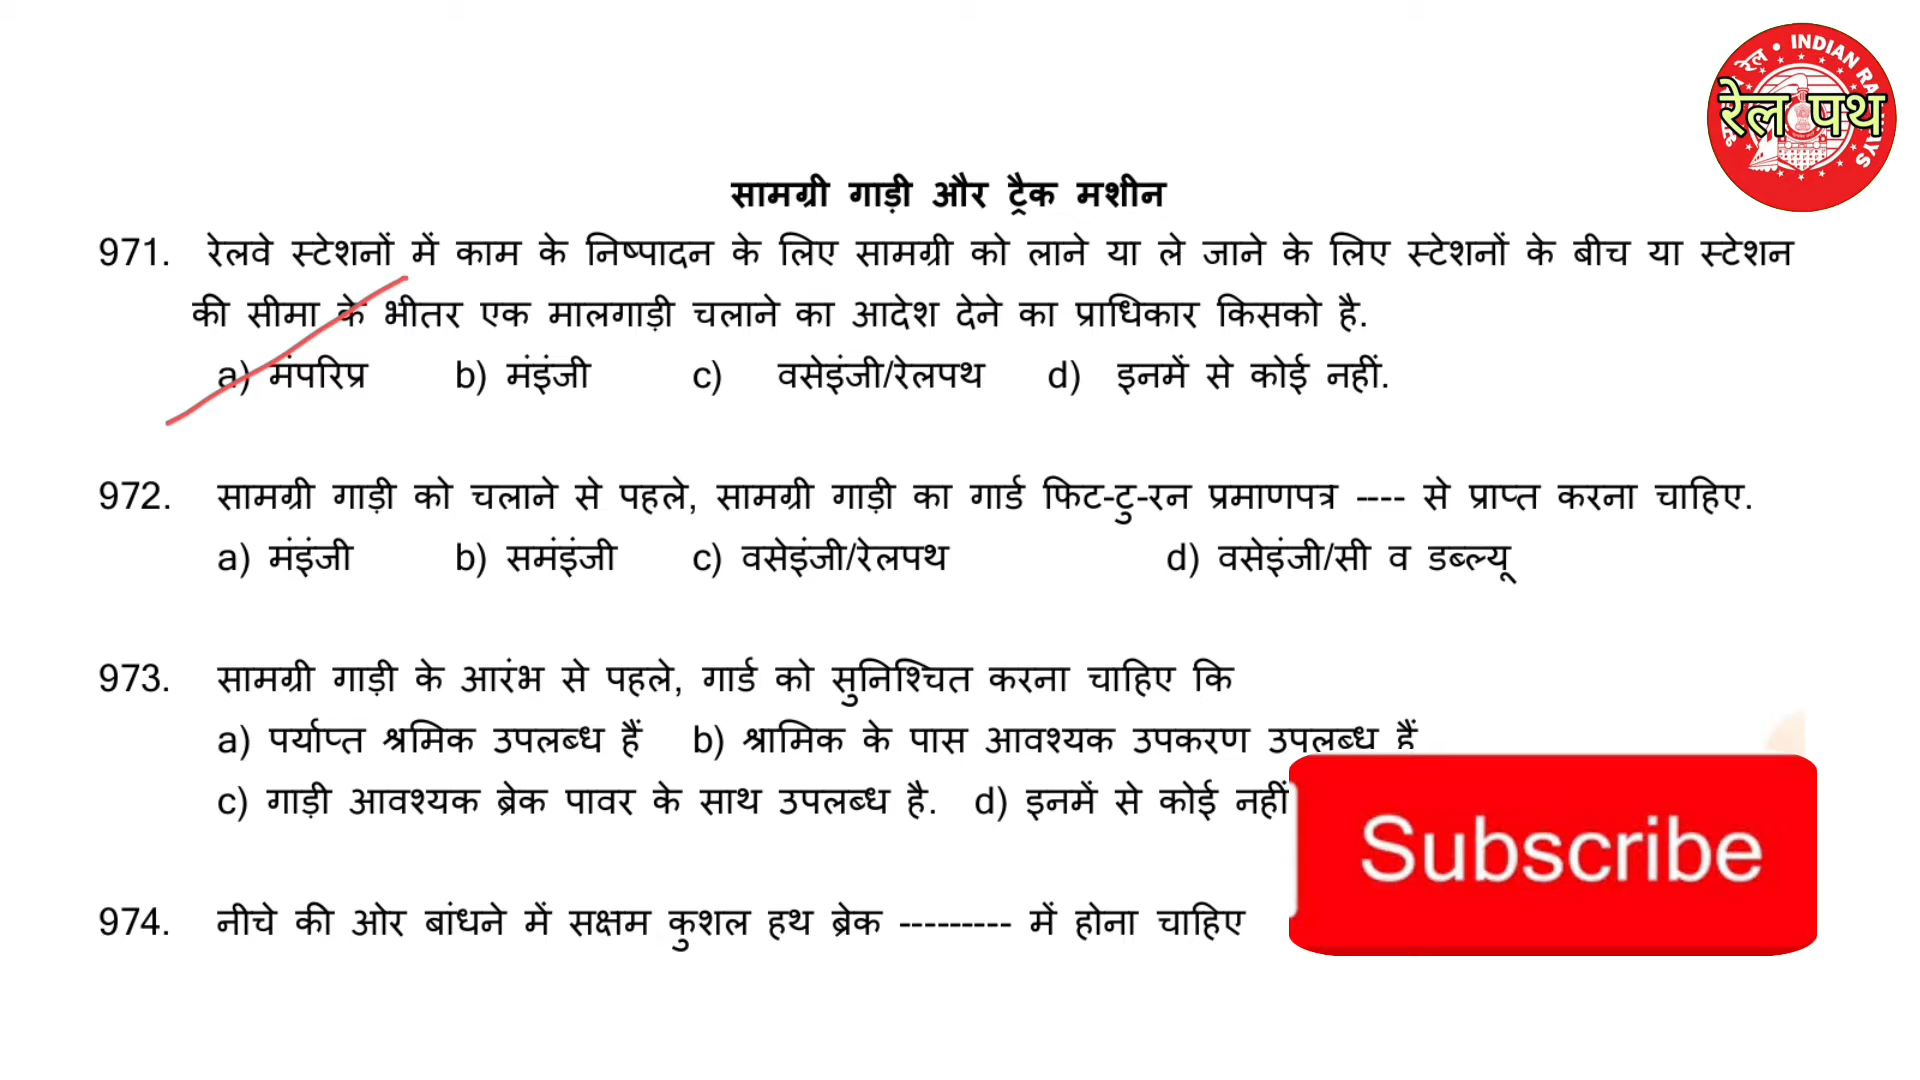 INDIAN RAILWAYS
रेल पथ
सामग्री गाड़ी और ट्रैक मशीन
971. रेलवे स्टेशनों में काम के निष्पादन के लिए सामग्री को लाने या ले जाने के लिए स्टेशनों के बीच या स्टेशन
की सीमा के भीतर एक मालगाड़ी चलाने का आदेश देने का प्राधिकार किसको है.
a) मंपरिप्र b) मंइंजी c) वसेइंजी/रेलपथ d) इनमें से कोई नहीं.
972. सामग्री गाड़ी को चलाने से पहले, सामग्री गाड़ी का गार्ड फिट-टु-रन प्रमाणपत्र ---- से प्राप्त करना चाहिए.
a) मंइंजी b) समंइंजी c) वसेइंजी/रेलपथ d) वसेइंजी/सी व डब्ल्यू
973. सामग्री गाड़ी के आरंभ से पहले, गार्ड को सुनिश्चित करना चाहिए कि
a) पर्याप्त श्रमिक उपलब्ध हैं b) श्रामिक के पास आवश्यक उपकरण उपलब्ध हैं
c) गाड़ी आवश्यक ब्रेक पावर के साथ उपलब्ध है. d) इनमें से कोई नहीं
Subscribe
974. नीचे की ओर बांधने में सक्षम कुशल हथ ब्रेक --------- में होना चाहिए